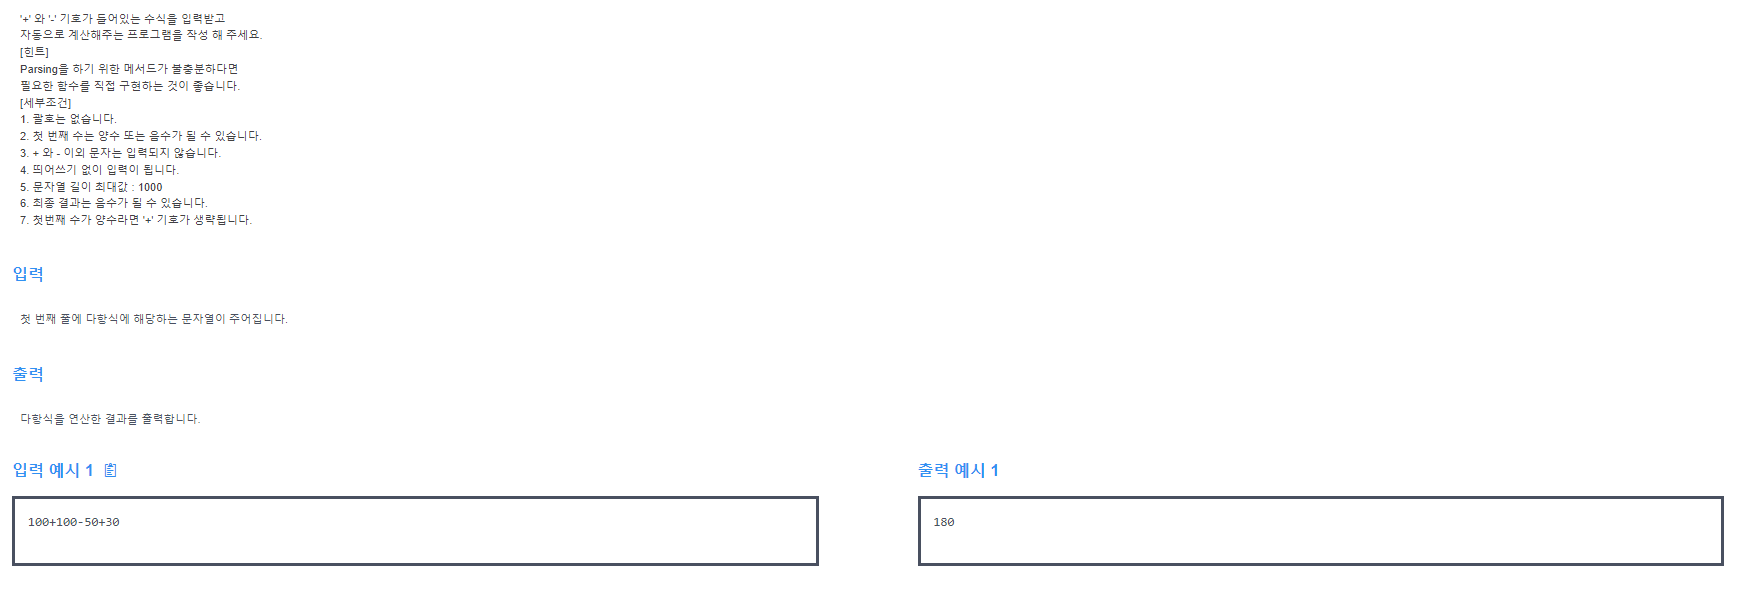 '+' 와 '-' 기호가 들어있는 수식을 입력받고
자동으로 계산해주는 프로그램을 작성 해 주세요.
[힌트]
Parsing을 하기 위한 메서드가 불충분하다면
필요한 함수를 직접 구현하는 것이 좋습니다.
[세부조건]
1. 괄호는 없습니다.
2. 첫 번째 수는 양수 또는 음수가 될 수 있습니다.
3. + 와 - 이외 문자는 입력되지 않습니다.
4. 띄어쓰기 없이 입력이 됩니다.
5. 문자열 길이 최대값 : 1000
6. 최종 결과는 음수가 될 수 있습니다.
7. 첫번째 수가 양수라면 '+' 기호가 생략됩니다.
입력
첫 번째 줄에 다항식에 해당하는 문자열이 주어집니다.
출력
다항식을 연산한 결과를 출력합니다.
입력 예시 1
100+100-50+30
출력 예시 1
180